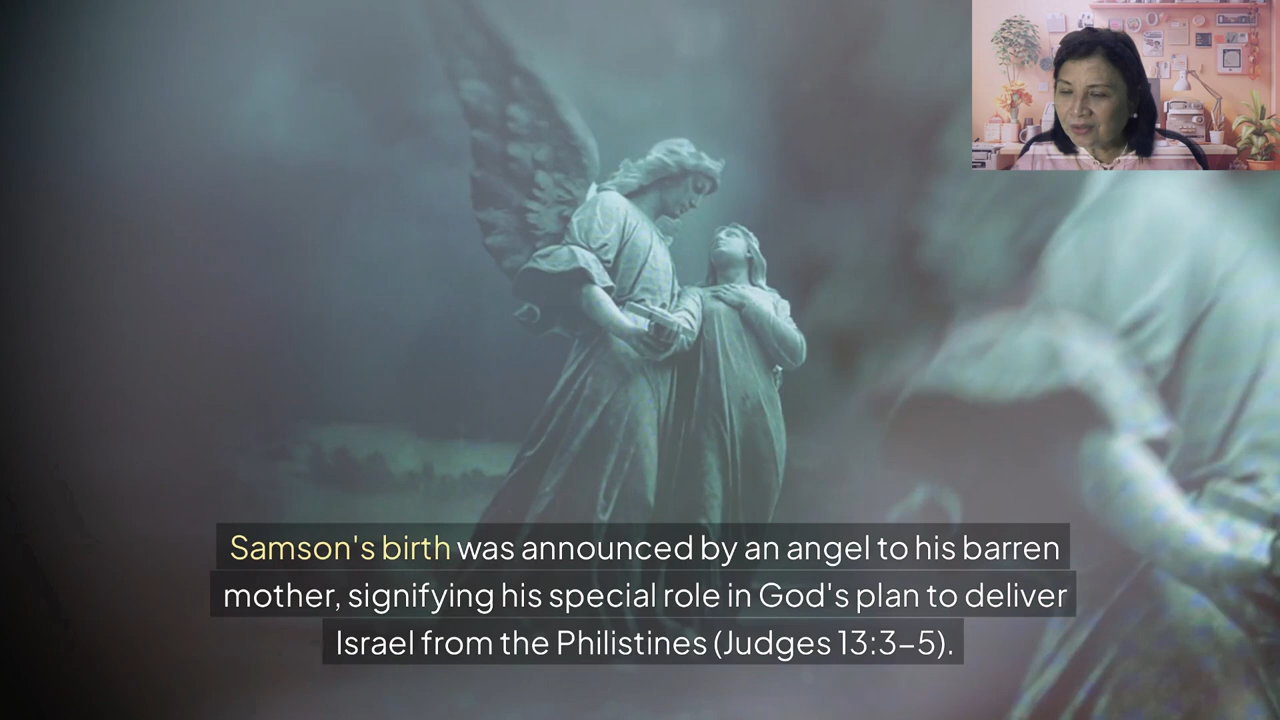 Samson's birth was announced by an angel to his barren
mother, signifying his special role in God's plan to deliver
Israel from the Philistines (Judges 13:3–5).